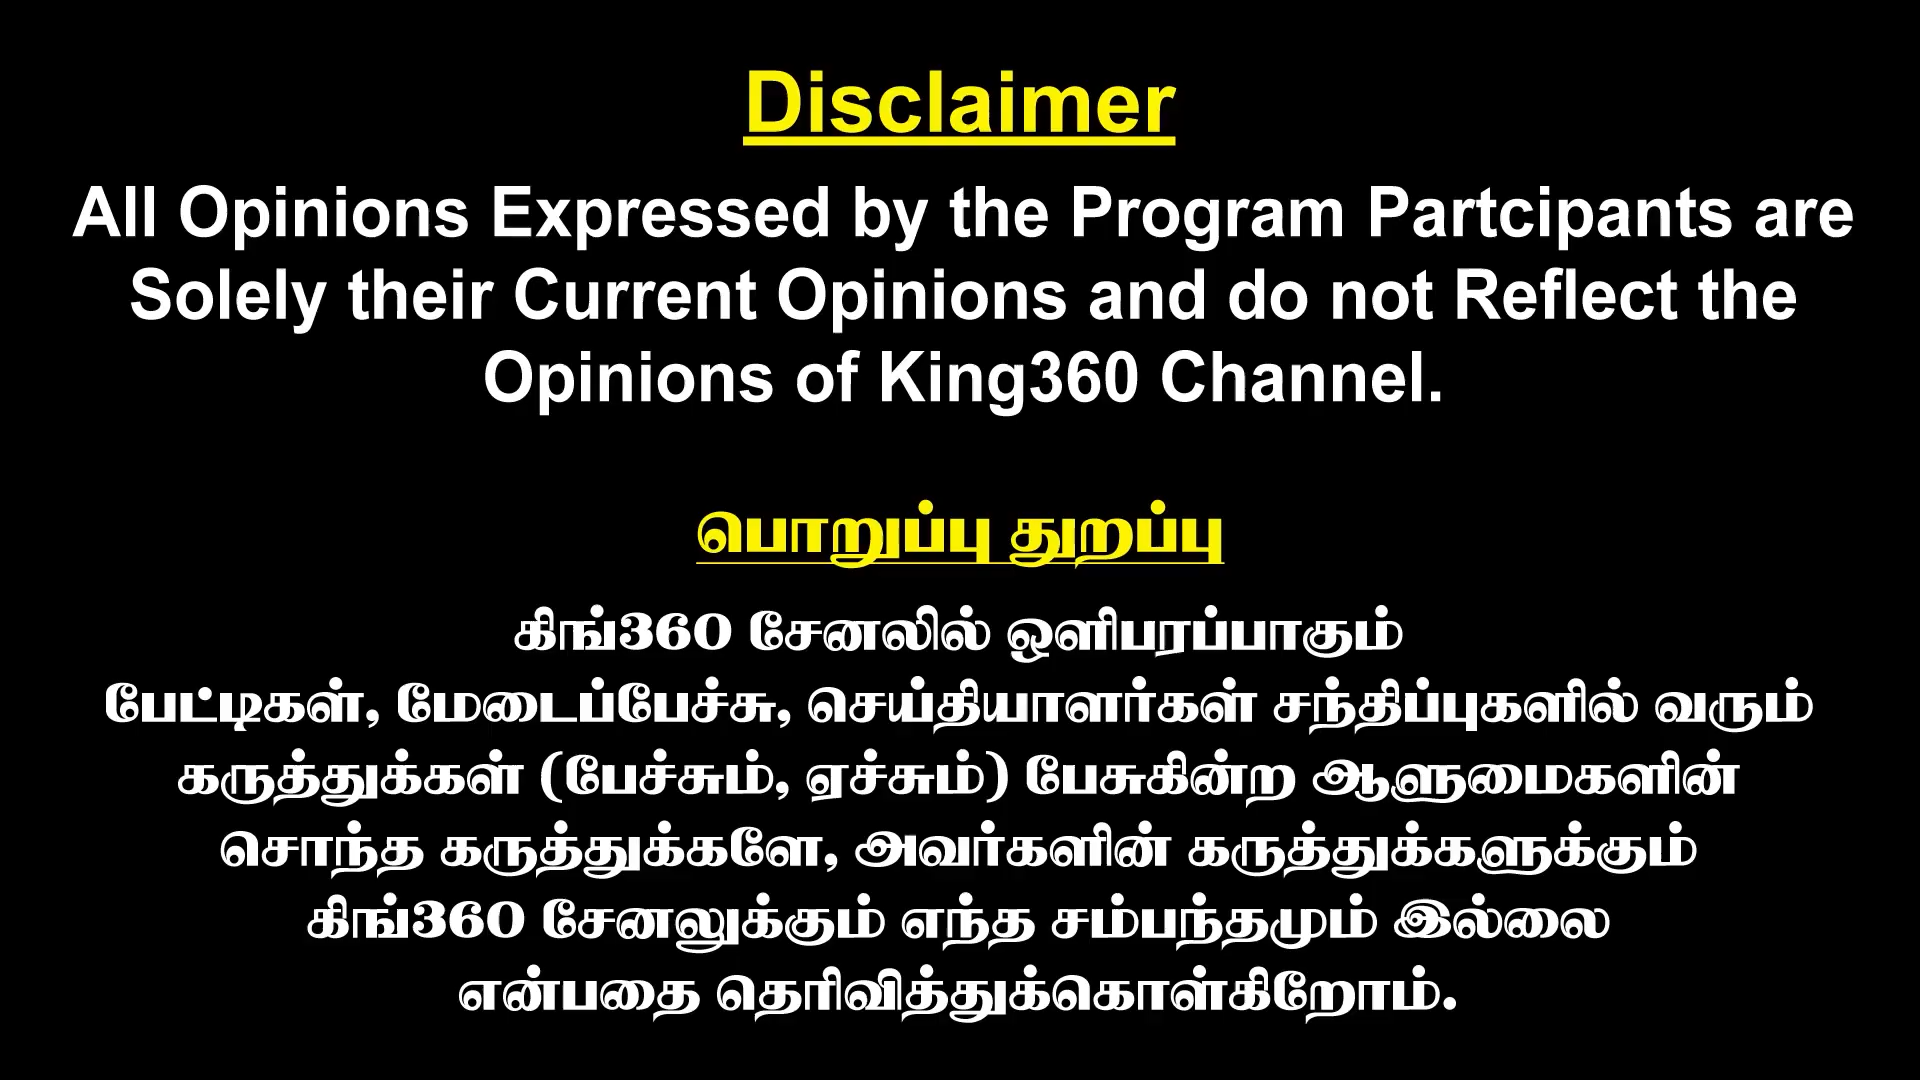 Disclaimer
All Opinions Expressed by the Program Partcipants are
Solely their Current Opinions and do not Reflect the
Opinions of King360 Channel.
பொறுப்பு துறப்பு
கிங்360 சேனலில் ஒளிபரப்பாகும்
பேட்டிகள், மேடைப்பேச்சு, செய்தியாளர்கள் சந்திப்புகளில் வரும்
கருத்துக்கள் (பேச்சும், ஏச்சும்) பேசுகின்ற ஆளுமைகளின்
சொந்த கருத்துக்களே, அவர்களின் கருத்துக்களுக்கும்
கிங்360 சேனலுக்கும் எந்த சம்பந்தமும் இல்லை
என்பதை தெரிவித்துக்கொள்கிறோம்.